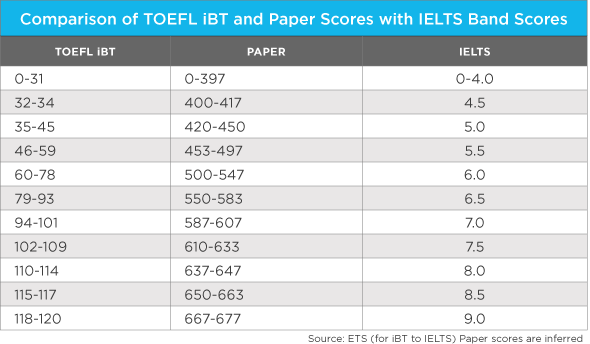 Comparison of TOEFL iBT and Paper Scores with IELTS Band Scores
TOEFL iBT PAPER IELTS
0-31 0-397 0-4.0
32-34 400-417 4.5
35-45 420-450 5.0
46-59 453-497 5.5
60-78 500-547 6.0
79-93 550-583 6.5
94-101 587-607 7.0
102-109 610-633 7.5
110-114 637-647 8.0
115-117 650-663 8.5
118-120 667-677 9.0
Source: ETS (for iBT to IELTS) Paper scores are inferred